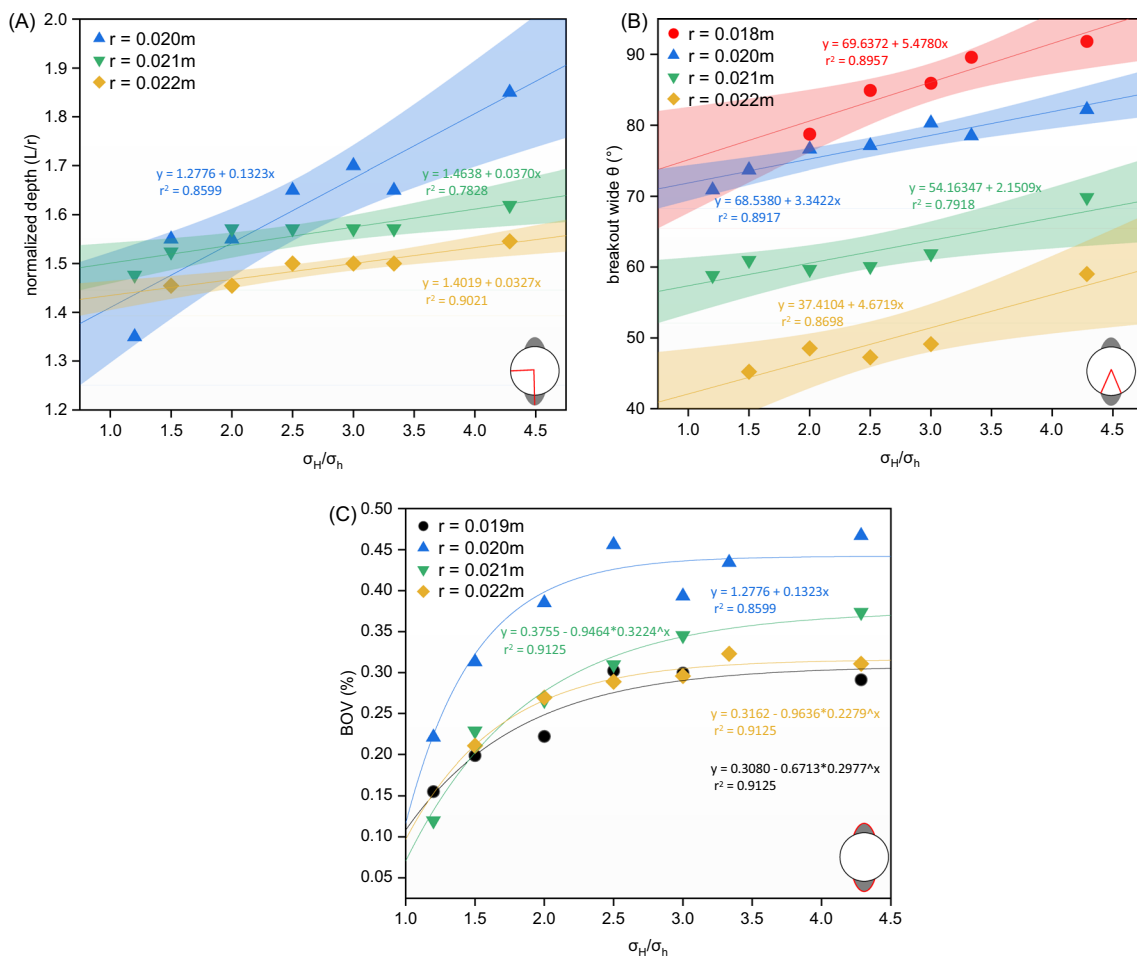 (A)
2.0
1.9
1.8
1.7
1.6
1.5
1.4
1.3
1.2
normalized depth (L/r)
r = 0.020m
r = 0.021m
r = 0.022m
y = 1.2776 + 0.1323x
r² = 0.8599
y = 1.4638 + 0.0370x
r² = 0.7828
y = 1.4019 + 0.0327x
r² = 0.9021
1.0 1.5 2.0 2.5 3.0 3.5 4.0 4.5
σH/σh
(B)
90
80
70
60
50
40
breakout wide θ (°)
r = 0.018m
r = 0.020m
r = 0.021m
r = 0.022m
y = 69.6372 + 5.4780x
r² = 0.8957
y = 68.5380 + 3.3422x
r² = 0.8917
y = 54.16347 + 2.1509x
r² = 0.7918
y = 37.4104 + 4.6719x
r² = 0.8698
1.0 1.5 2.0 2.5 3.0 3.5 4.0 4.5
σH/σh
(C)
0.50
0.45
0.40
0.35
0.30
0.25
0.20
0.15
0.10
0.05
BOV (%)
r = 0.019m
r = 0.020m
r = 0.021m
r = 0.022m
y = 1.2776 + 0.1323x
r² = 0.8599
y = 0.3755 - 0.9464*0.3224^x
r² = 0.9125
y = 0.3162 - 0.9636*0.2279^x
r² = 0.9125
y = 0.3080 - 0.6713*0.2977^x
r² = 0.9125
1.0 1.5 2.0 2.5 3.0 3.5 4.0 4.5
σH/σh